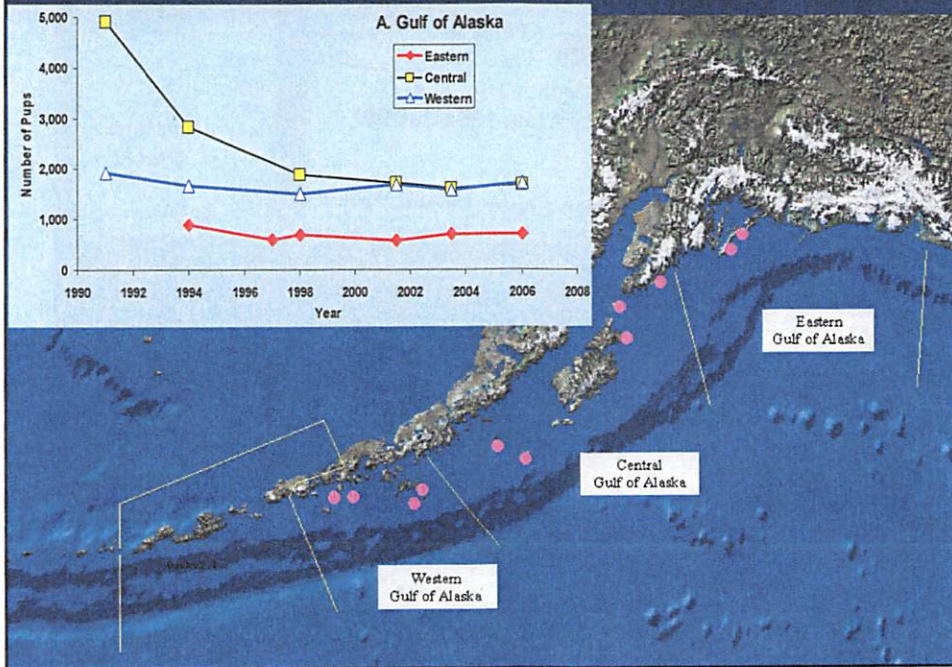 A. Gulf of Alaska
Eastern
Central
Western
Number of Pups
5,000
4,000
3,000
2,000
1,000
0
1990 1992 1994 1996 1998 2000 2002 2004 2006 2008
Year
Eastern
Gulf of Alaska
Central
Gulf of Alaska
Western
Gulf of Alaska